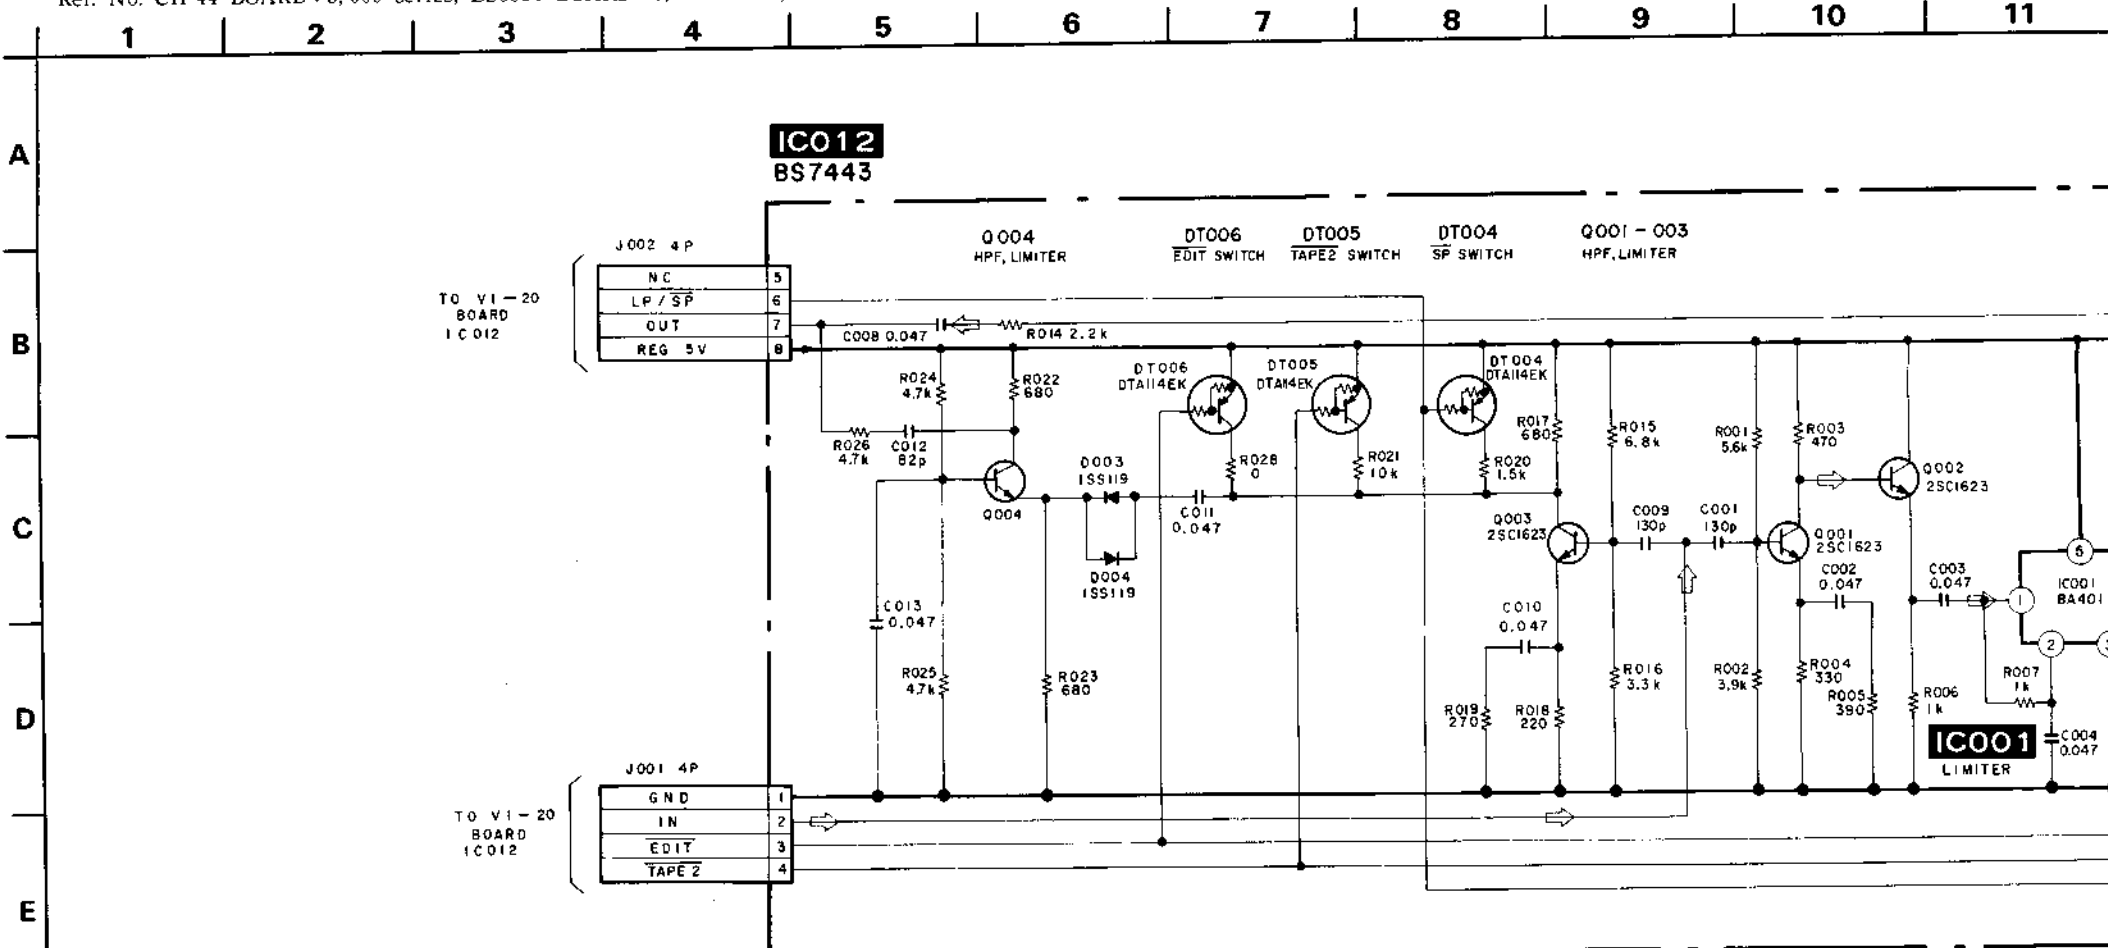 Ref. No. CH-44 BOARD
1 2 3 4 5 6 7 8 9 10 11
A
B
C
D
E
IC012
BS7443
Q004
HPF, LIMITER
DT006
EDIT SWITCH
DT005
TAPE2 SWITCH
DT004
SP SWITCH
Q001-003
HPF, LIMITER
J002 4P
NC 5
LP/SP 6
OUT 7
REG 5V 8
TO VI-20
BOARD
IC012
C008 0.047
R014 2.2k
R024
4.7k
R022
680
DT006
DTA114EK
DT005
DTA114EK
DT004
DTA114EK
R026
4.7k
C012
82p
R017
680
R015
6.8k
R001
5.6k
R003
470
Q004
D003
1SS119
C011
0.047
R028
0
R021
10k
R020
1.5k
Q002
2SC1623
Q003
2SC1623
C009
130p
C001
130p
Q001
2SC1623
D004
1SS119
C002
0.047
C003
0.047
1
5
IC001
BA401
2
C013
0.047
C010
0.047
R025
4.7k
R023
680
R019
270
R018
220
R016
3.3k
R002
3.9k
R004
330
R005
390
R006
1k
R007
1k
C004
0.047
IC001
LIMITER
J001 4P
GND 1
IN 2
EDIT 3
TAPE 2 4
TO VI-20
BOARD
IC012